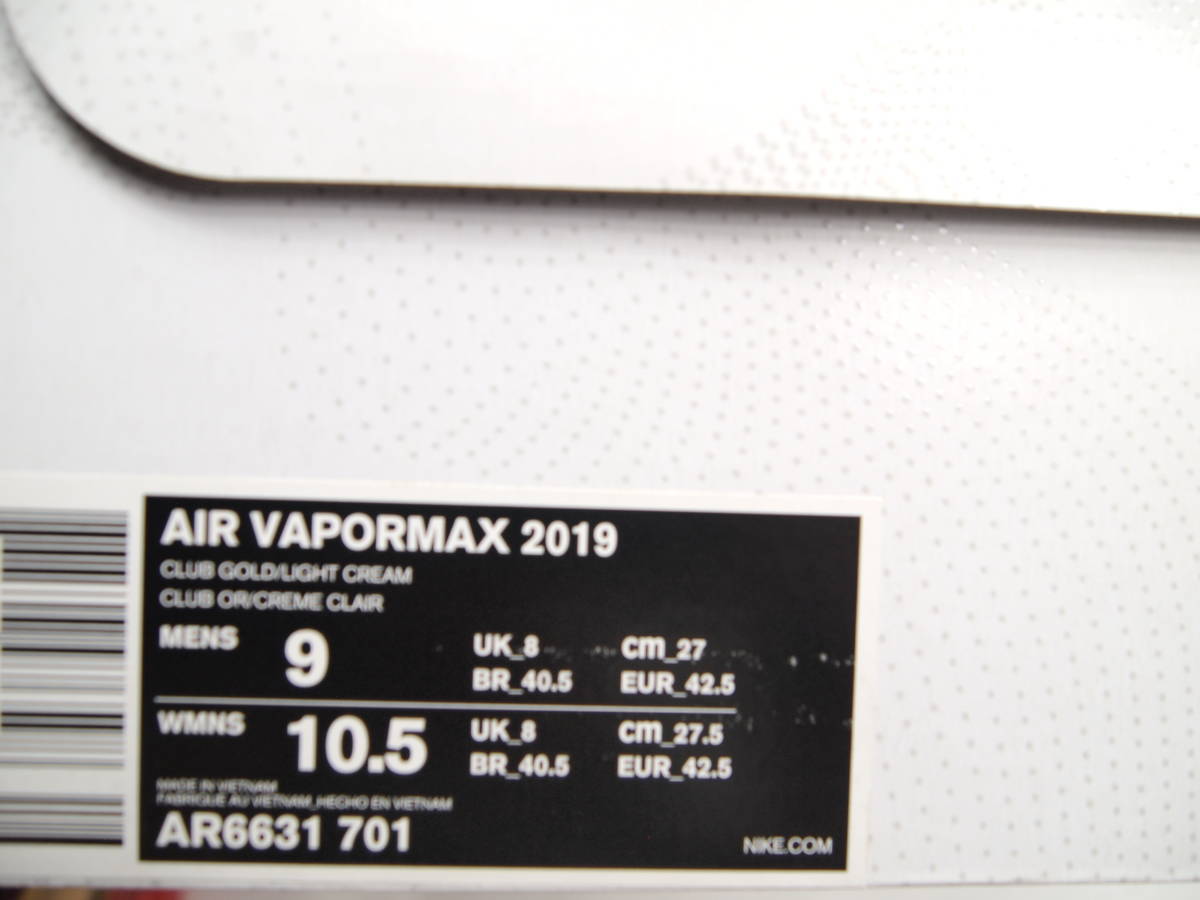 AIR VAPORMAX 2019
CLUB GOLD/LIGHT CREAM
CLUB OR/CREME CLAIR
MENS 9 UK_8 cm_27
BR_40.5 EUR_42.5
WMNS 10.5 UK_8 cm_27.5
BR_40.5 EUR_42.5
MADE IN VIETNAM
FABRIQUE AU VIETNAM_HECHO EN VIETNAM
AR6631 701 NIKE.COM